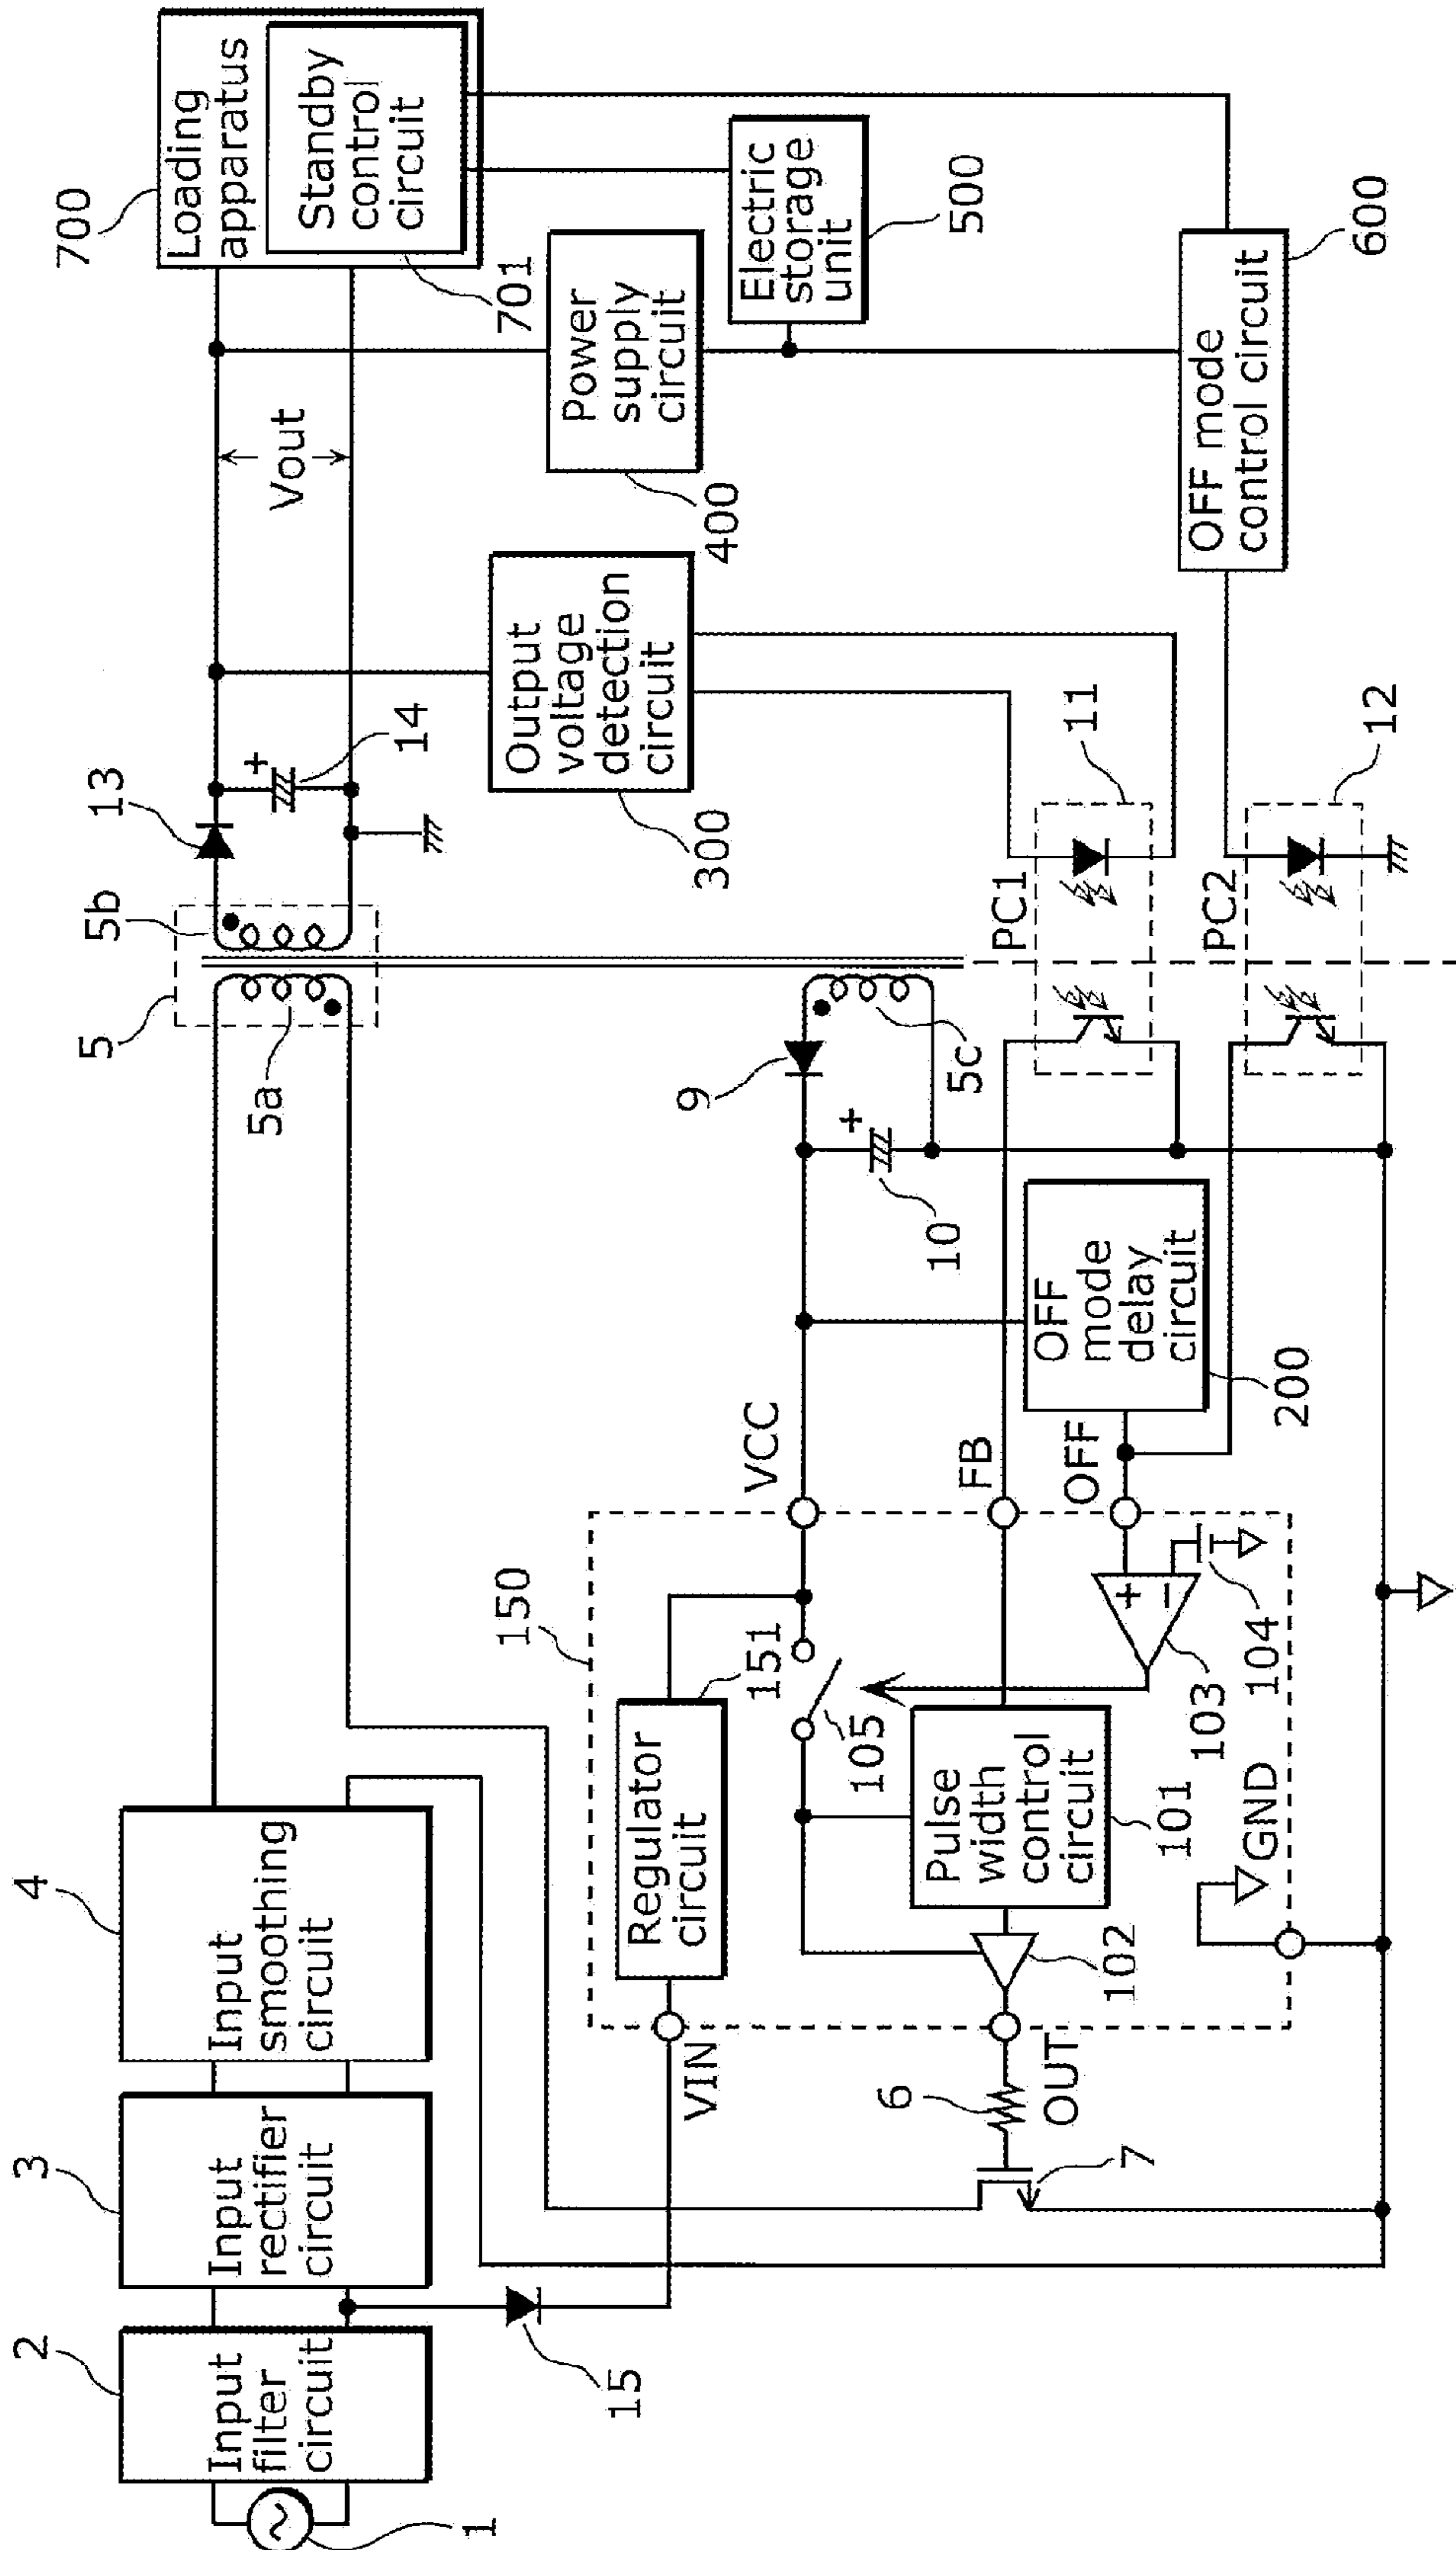 1
2
Input
filter
circuit
3
Input
rectifier
circuit
4
Input
smoothing
circuit
5
5a
5b
13
+
14
Vout
700
Loading
apparatus
Standby
control
circuit
701
15
VIN
150
Regulator
circuit
151
VCC
9
5c
+
10
300
Output
voltage
detection
circuit
400
Power
supply
circuit
Electric
storage
unit
500
6
OUT
7
102
Pulse
width
control
circuit
101
105
FB
OFF
+
−
103
104
GND
OFF
mode
delay
circuit
200
PC1
11
PC2
12
OFF mode
control circuit
600